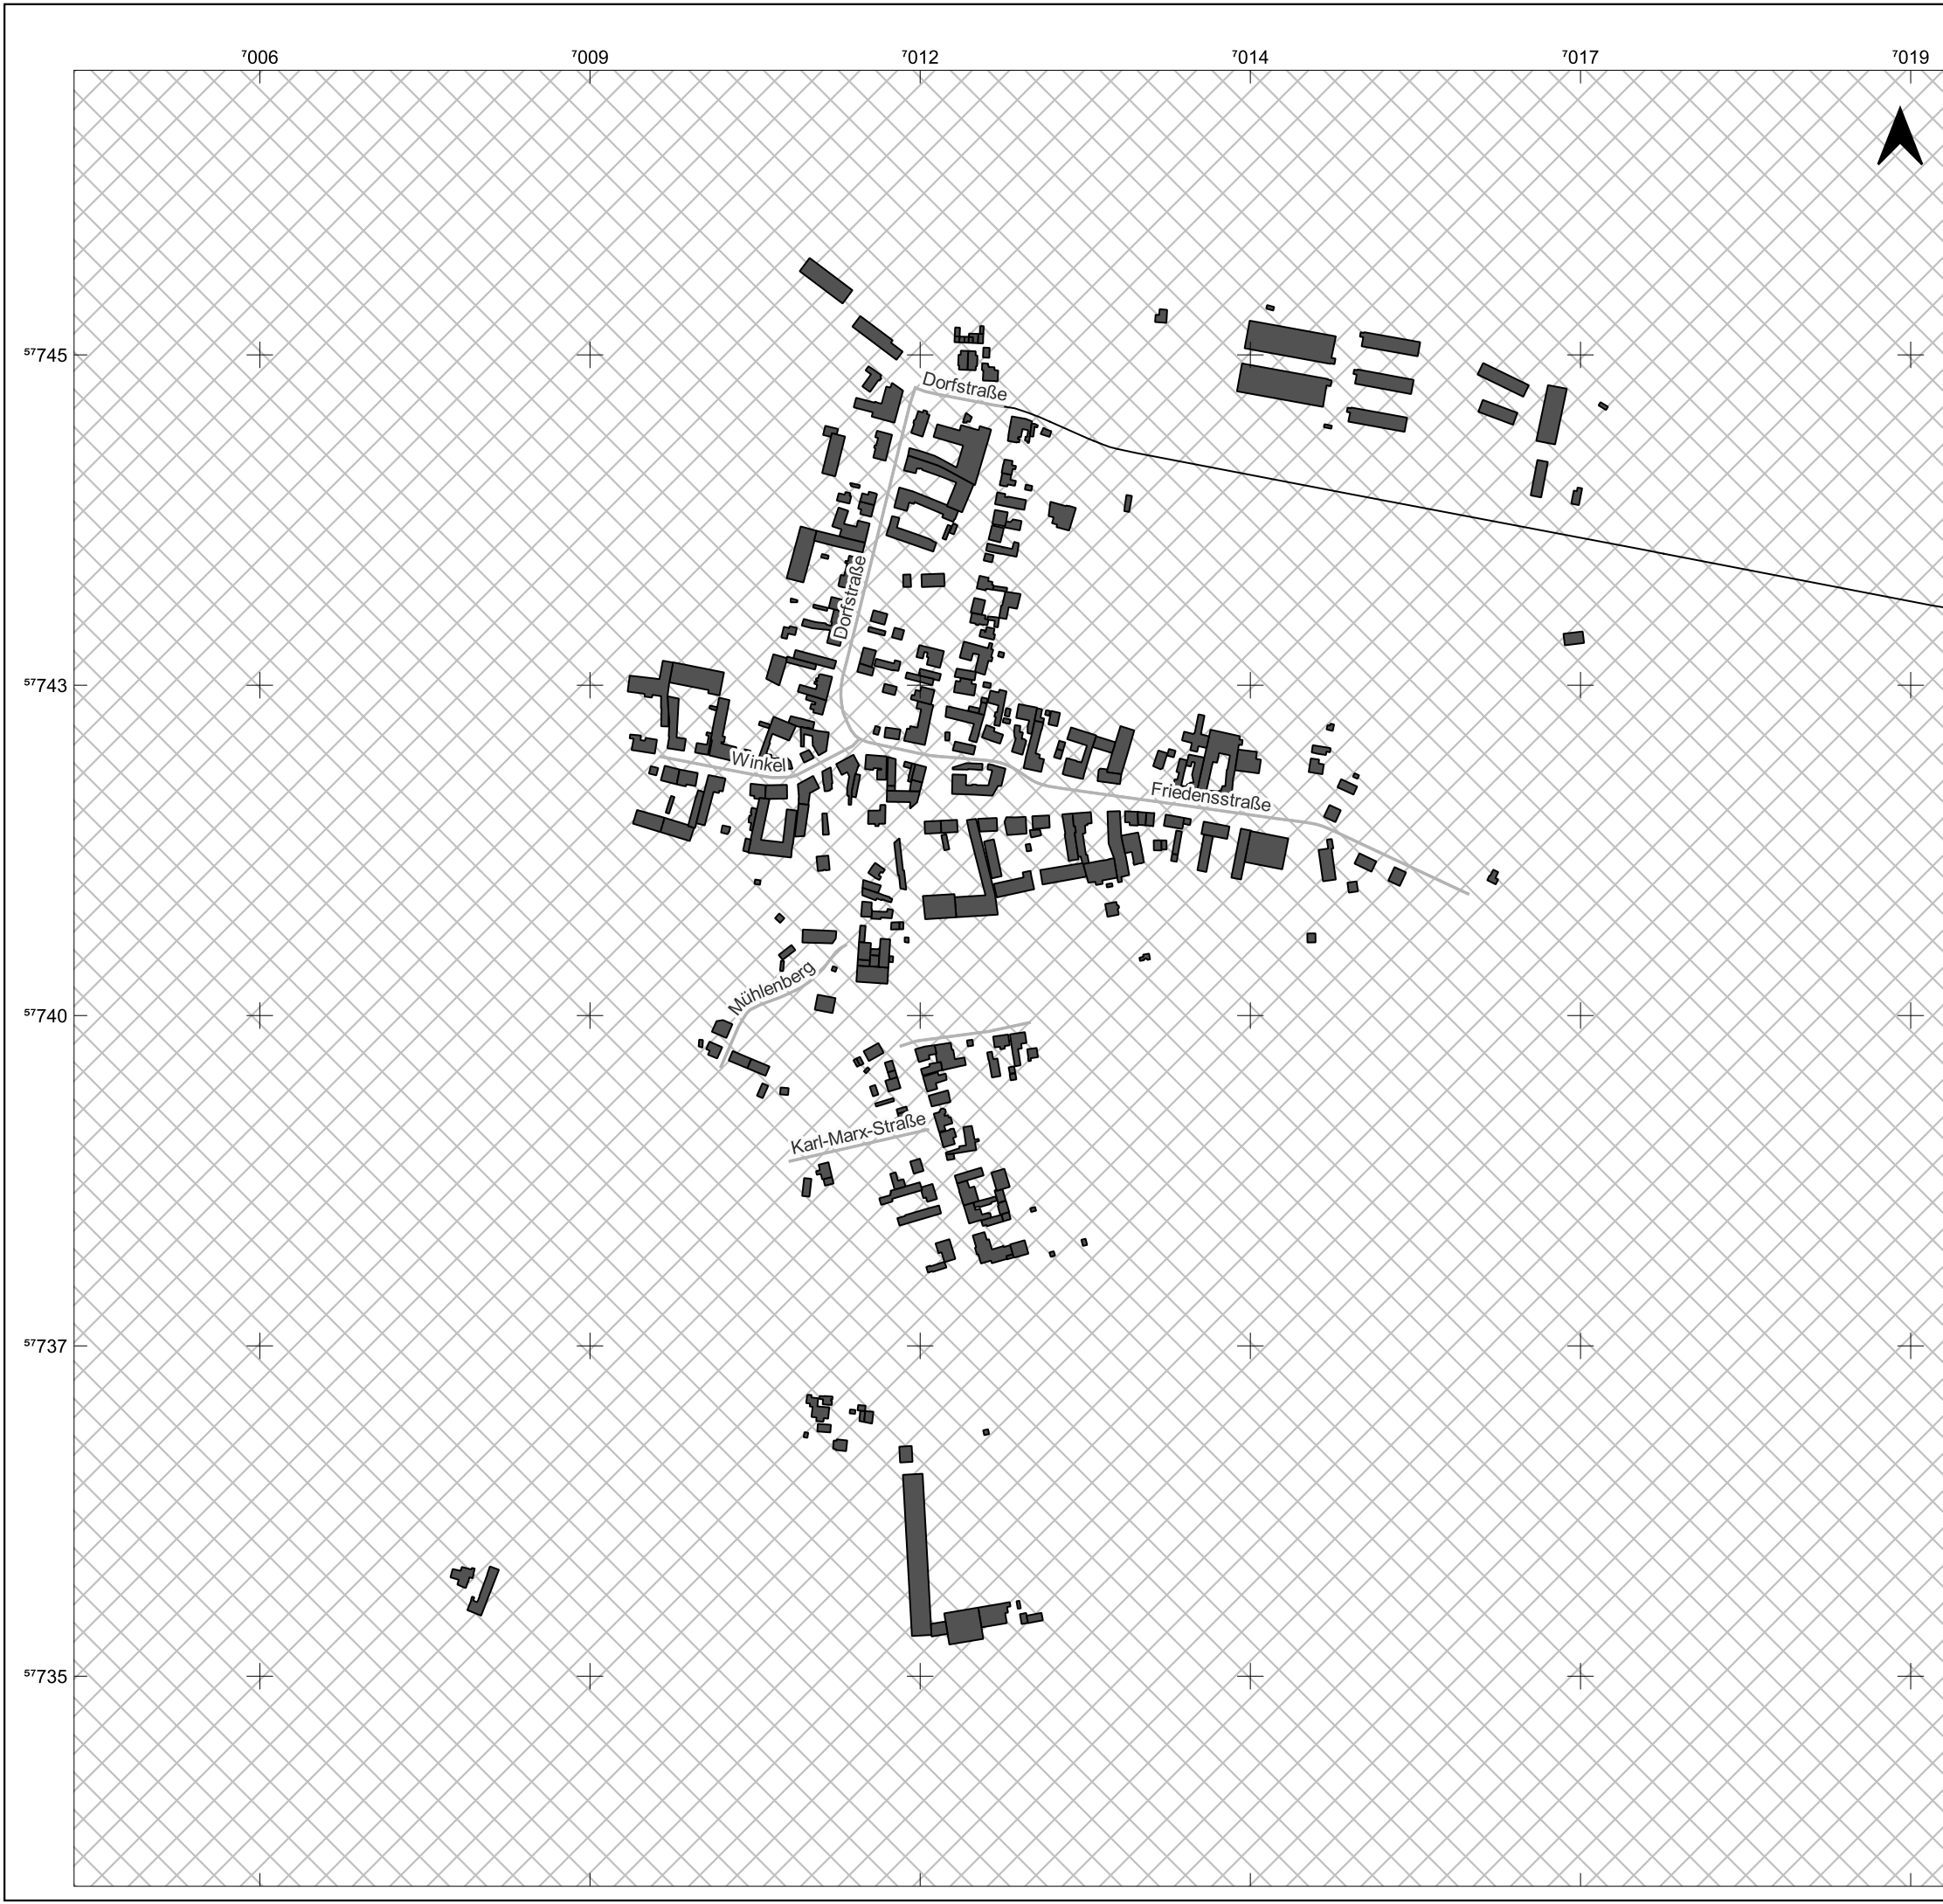 7006 7009 7012 7014 7017 7019
57745
Dorfstraße
Dorfstraße
57743
Winkel
Friedensstraße
Mühlenberg
57740
Karl-Marx-Straße
57737
57735